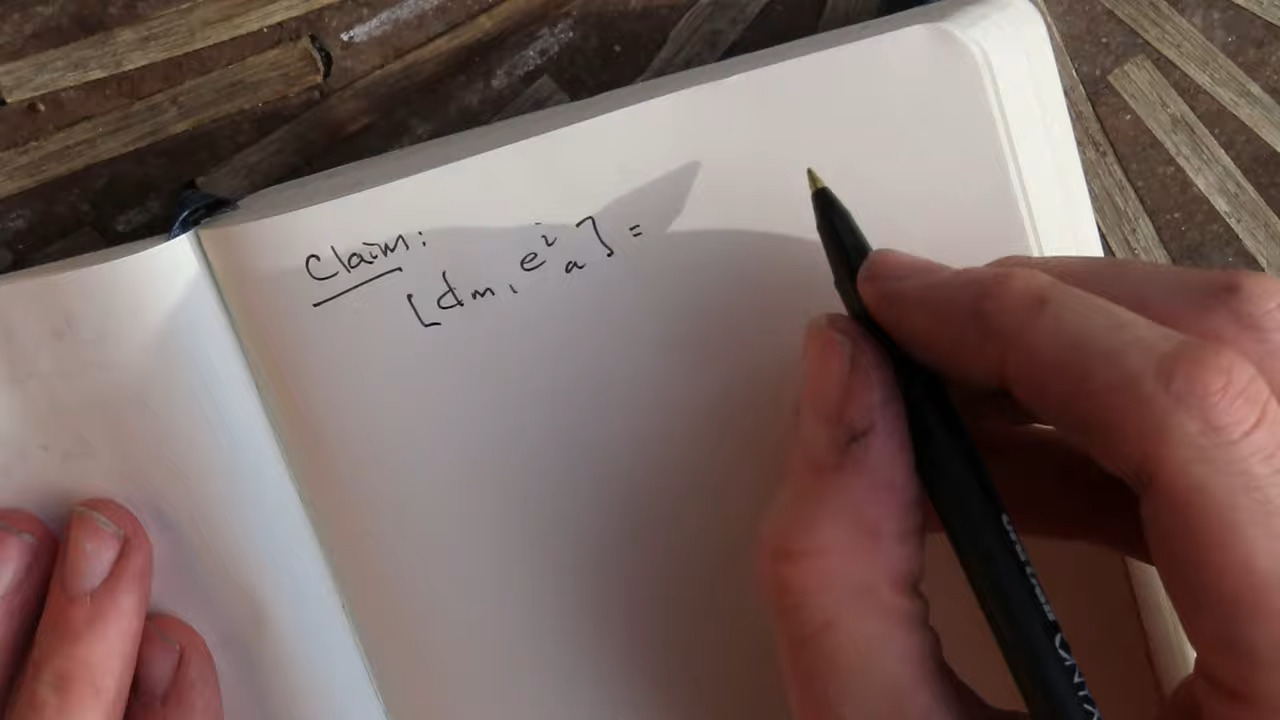 Claim:
[dm, e^i_a] =